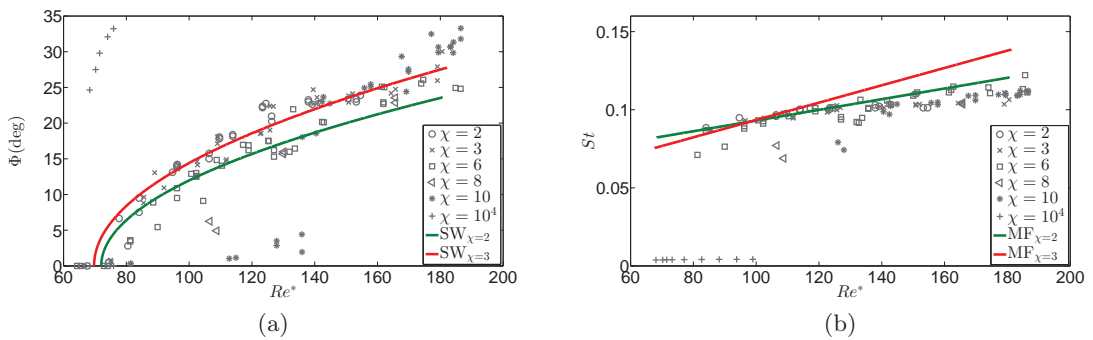 35
30
25
20
15
10
5
0
60
80
100
120
140
160
180
200
Φ(deg)
Re*
χ = 2
χ = 3
χ = 6
χ = 8
χ = 10
χ = 10⁴
SWχ=2
SWχ=3
(a)
0.15
0.1
0.05
0
60
80
100
120
140
160
180
200
St
Re*
χ = 2
χ = 3
χ = 6
χ = 8
χ = 10
χ = 10⁴
MFχ=2
MFχ=3
(b)